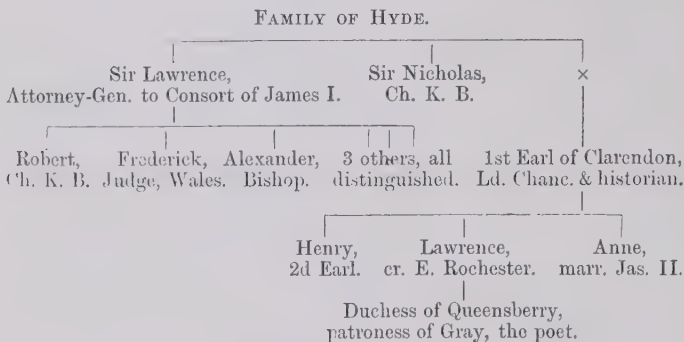 FAMILY OF HYDE.
Sir Lawrence, Sir Nicholas, ×
Attorney-Gen. to Consort of James I. Ch. K. B.
Robert, Frederick, Alexander, 3 others, all 1st Earl of Clarendon,
Ch. K. B. Judge, Wales. Bishop. distinguished. Ld. Chanc. & historian.
Henry, Lawrence, Anne,
2d Earl. cr. E. Rochester. marr. Jas. II.
Duchess of Queensberry,
patroness of Gray, the poet.